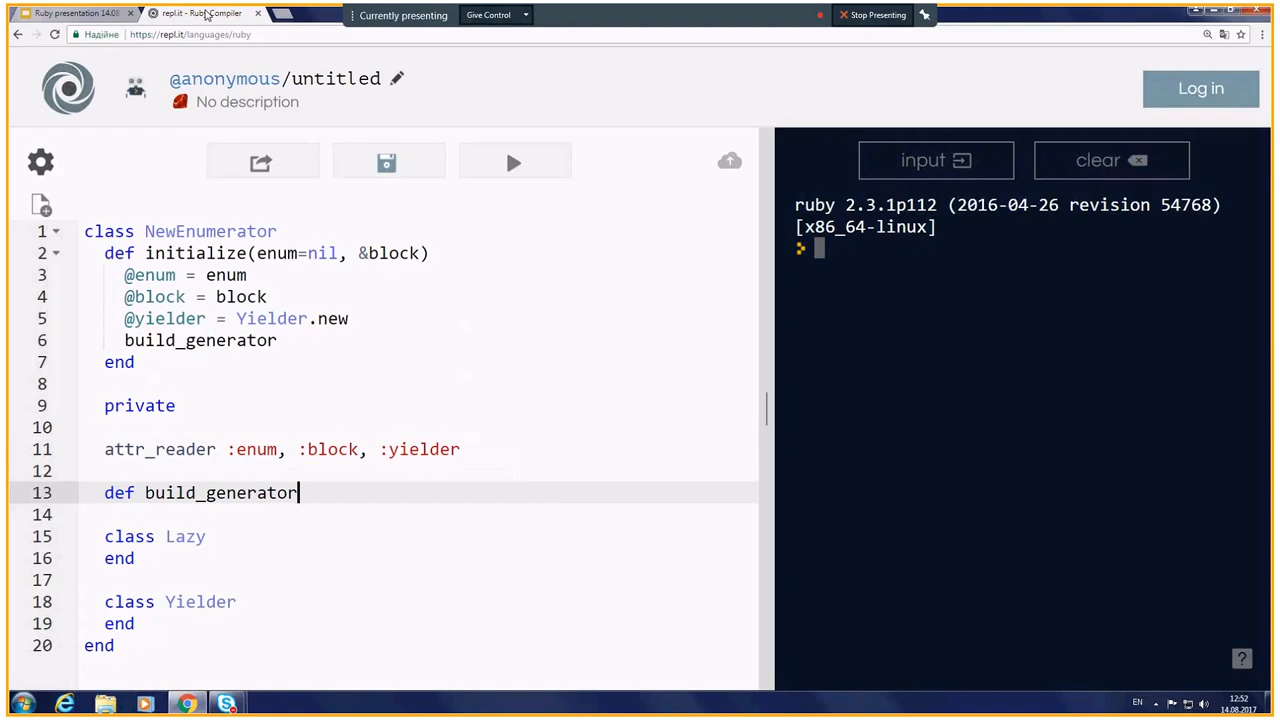 Ruby presentation 14.08
repl.it - Ruby Compiler
Currently presenting
Give Control
Stop Presenting
Надійне
https://repl.it/languages/ruby
@anonymous/untitled
No description
Log in
input
clear
1 class NewEnumerator
2 def initialize(enum=nil, &block)
3 @enum = enum
4 @block = block
5 @yielder = Yielder.new
6 build_generator
7 end
8
9 private
10
11 attr_reader :enum, :block, :yielder
12
13 def build_generator
14
15 class Lazy
16 end
17
18 class Yielder
19 end
20 end
ruby 2.3.1p112 (2016-04-26 revision 54768)
[x86_64-linux]
?
EN
12:52
14.08.2017